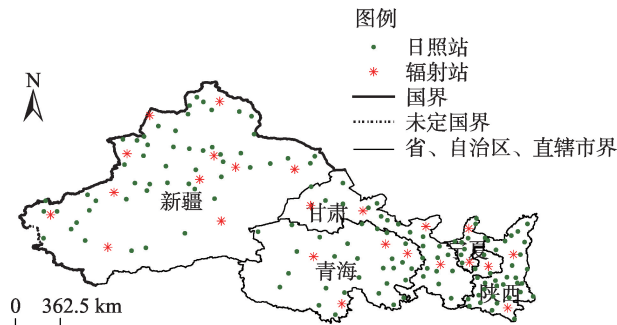 图例
日照站
辐射站
国界
未定国界
省、自治区、直辖市界
N
新疆
甘肃
青海
陕西
0 362.5 km